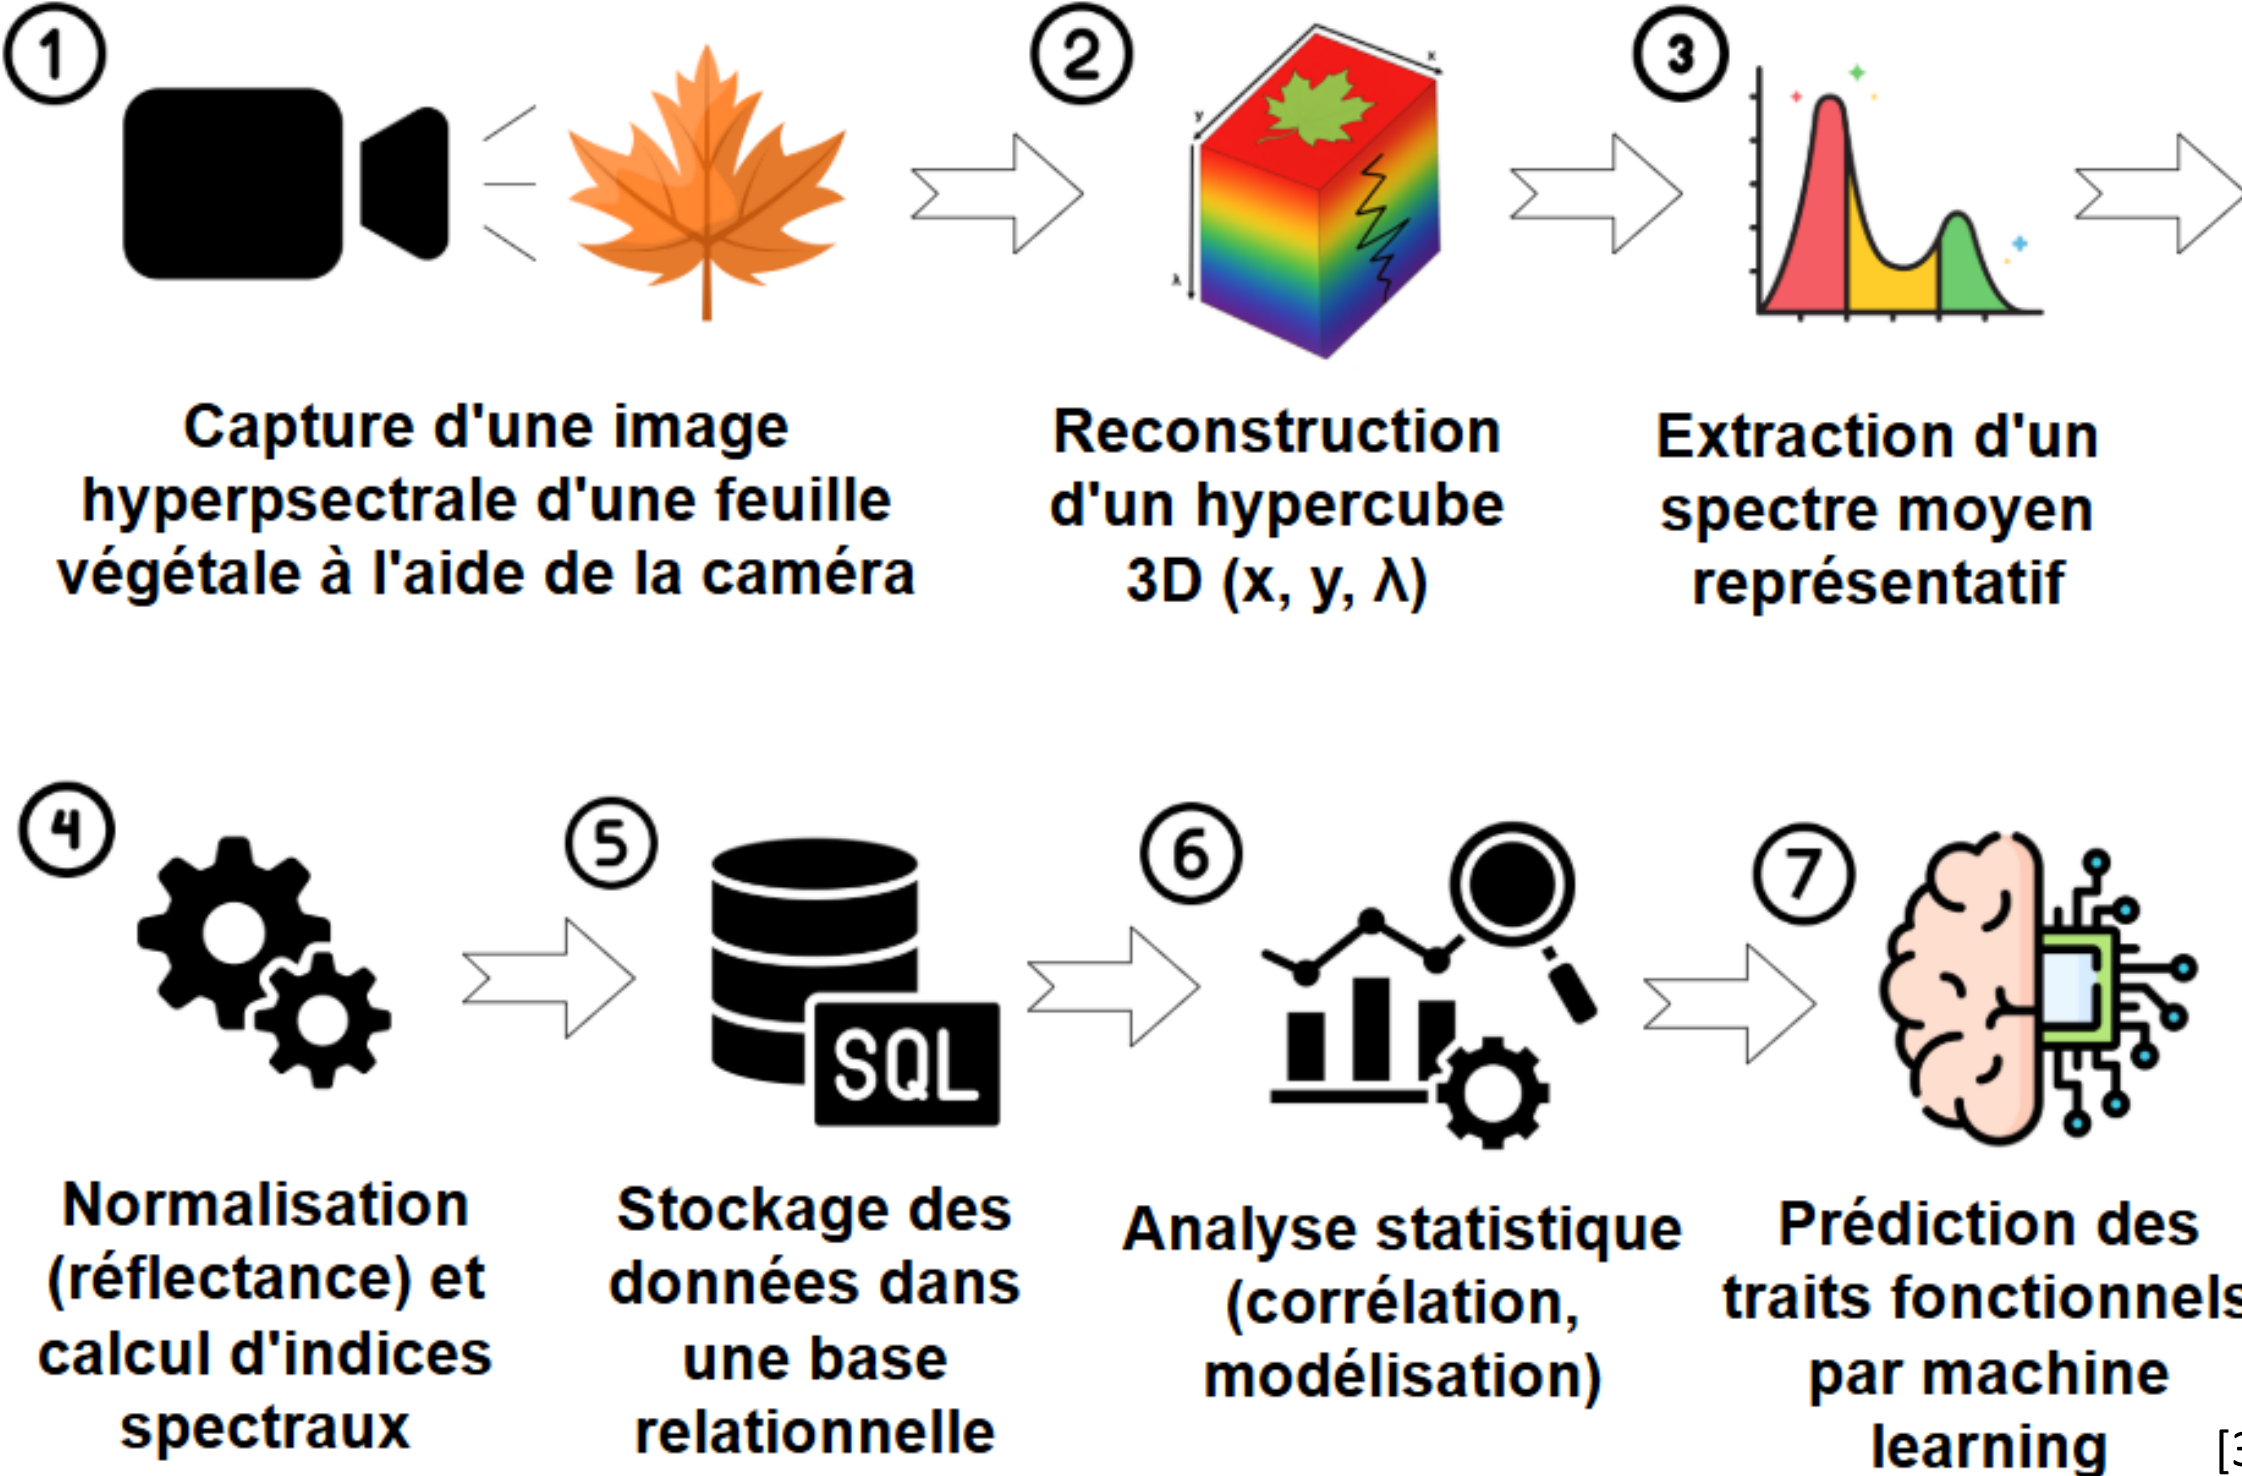 1
Capture d'une image
hyperpsectrale d'une feuille
végétale à l'aide de la caméra
2
x
y
λ
Reconstruction
d'un hypercube
3D (x, y, λ)
3
Extraction d'un
spectre moyen
représentatif
4
Normalisation
(réflectance) et
calcul d'indices
spectraux
5
SQL
Stockage des
données dans
une base
relationnelle
6
Analyse statistique
(corrélation,
modélisation)
7
Prédiction des
traits fonctionnels
par machine
learning
[3